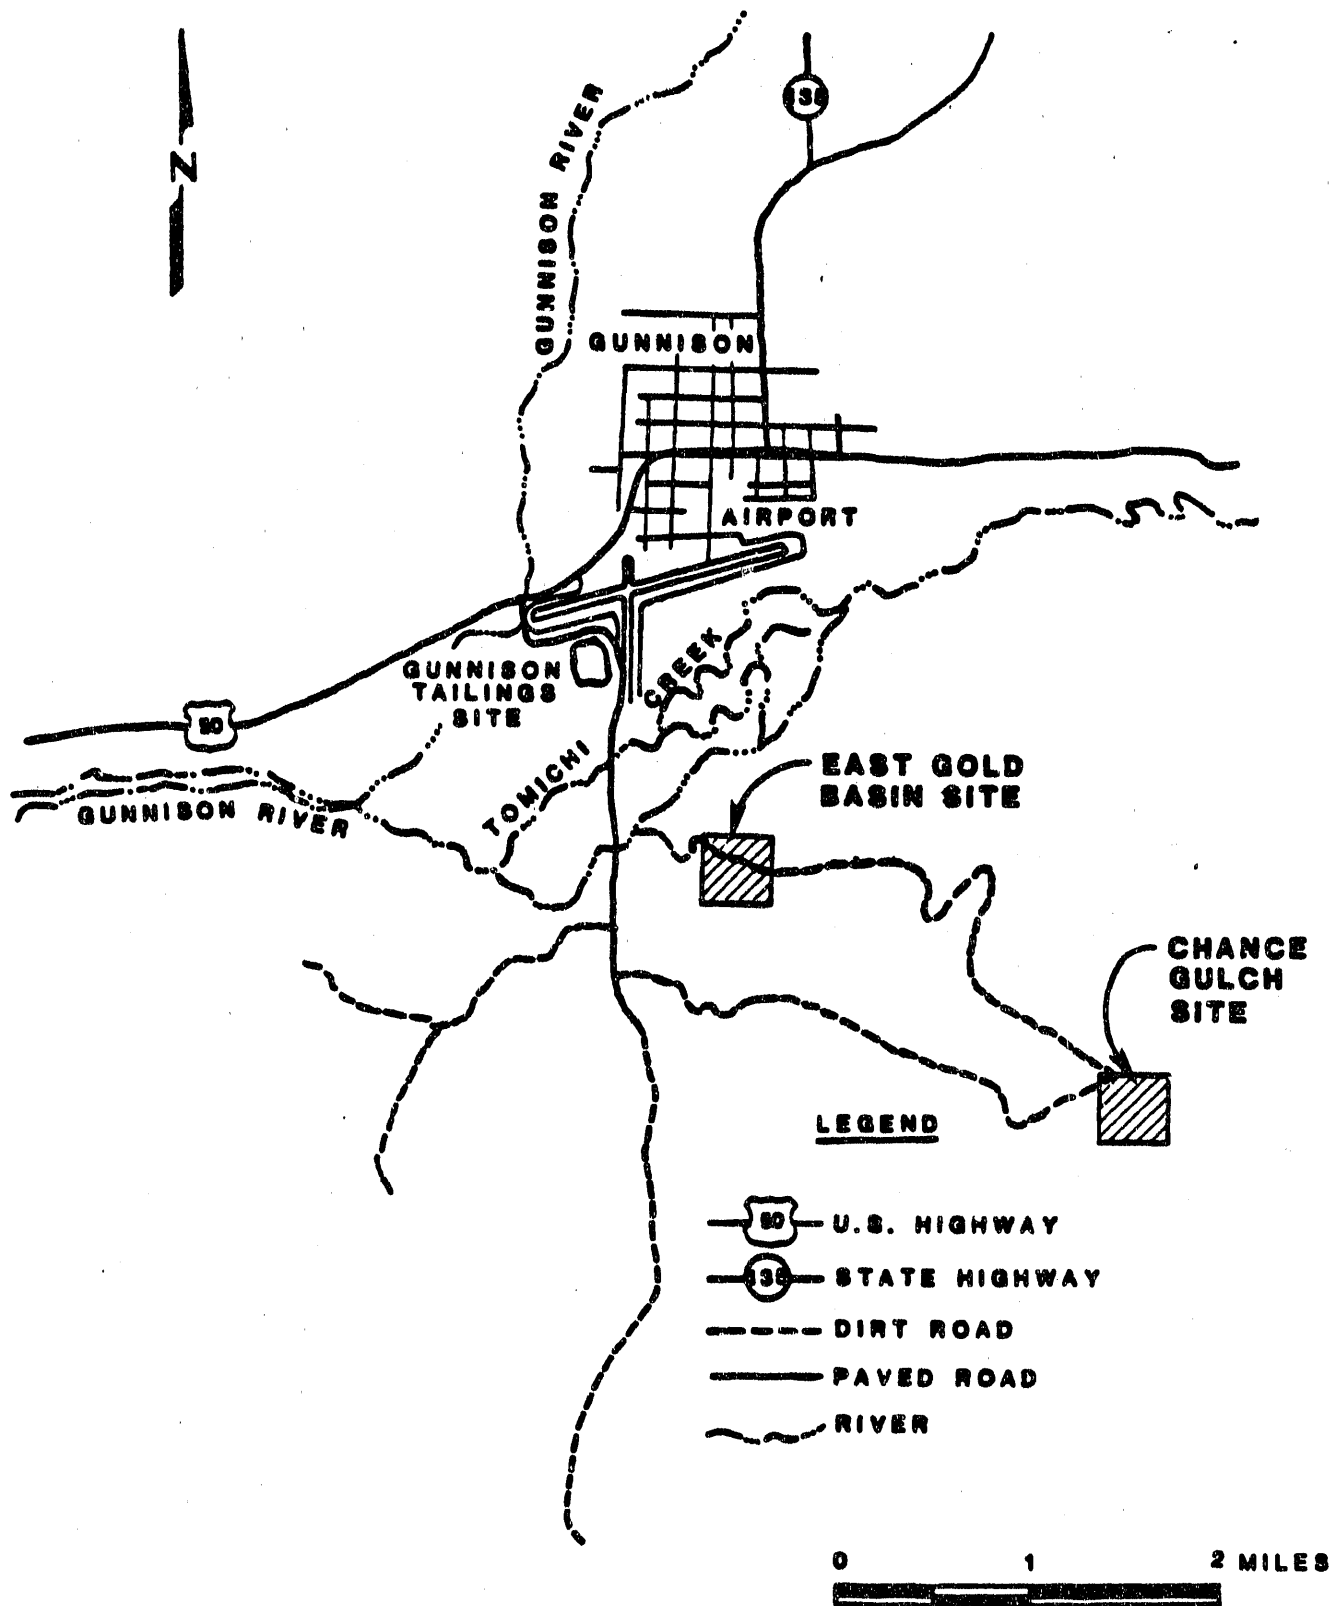 N
135
GUNNISON RIVER
GUNNISON
AIRPORT
CREEK
GUNNISON
TAILINGS
SITE
50
TOMICHI
EAST GOLD
BASIN SITE
GUNNISON RIVER
CHANCE
GULCH
SITE
LEGEND
50 U.S. HIGHWAY
135 STATE HIGHWAY
DIRT ROAD
PAVED ROAD
RIVER
0 1 2 MILES